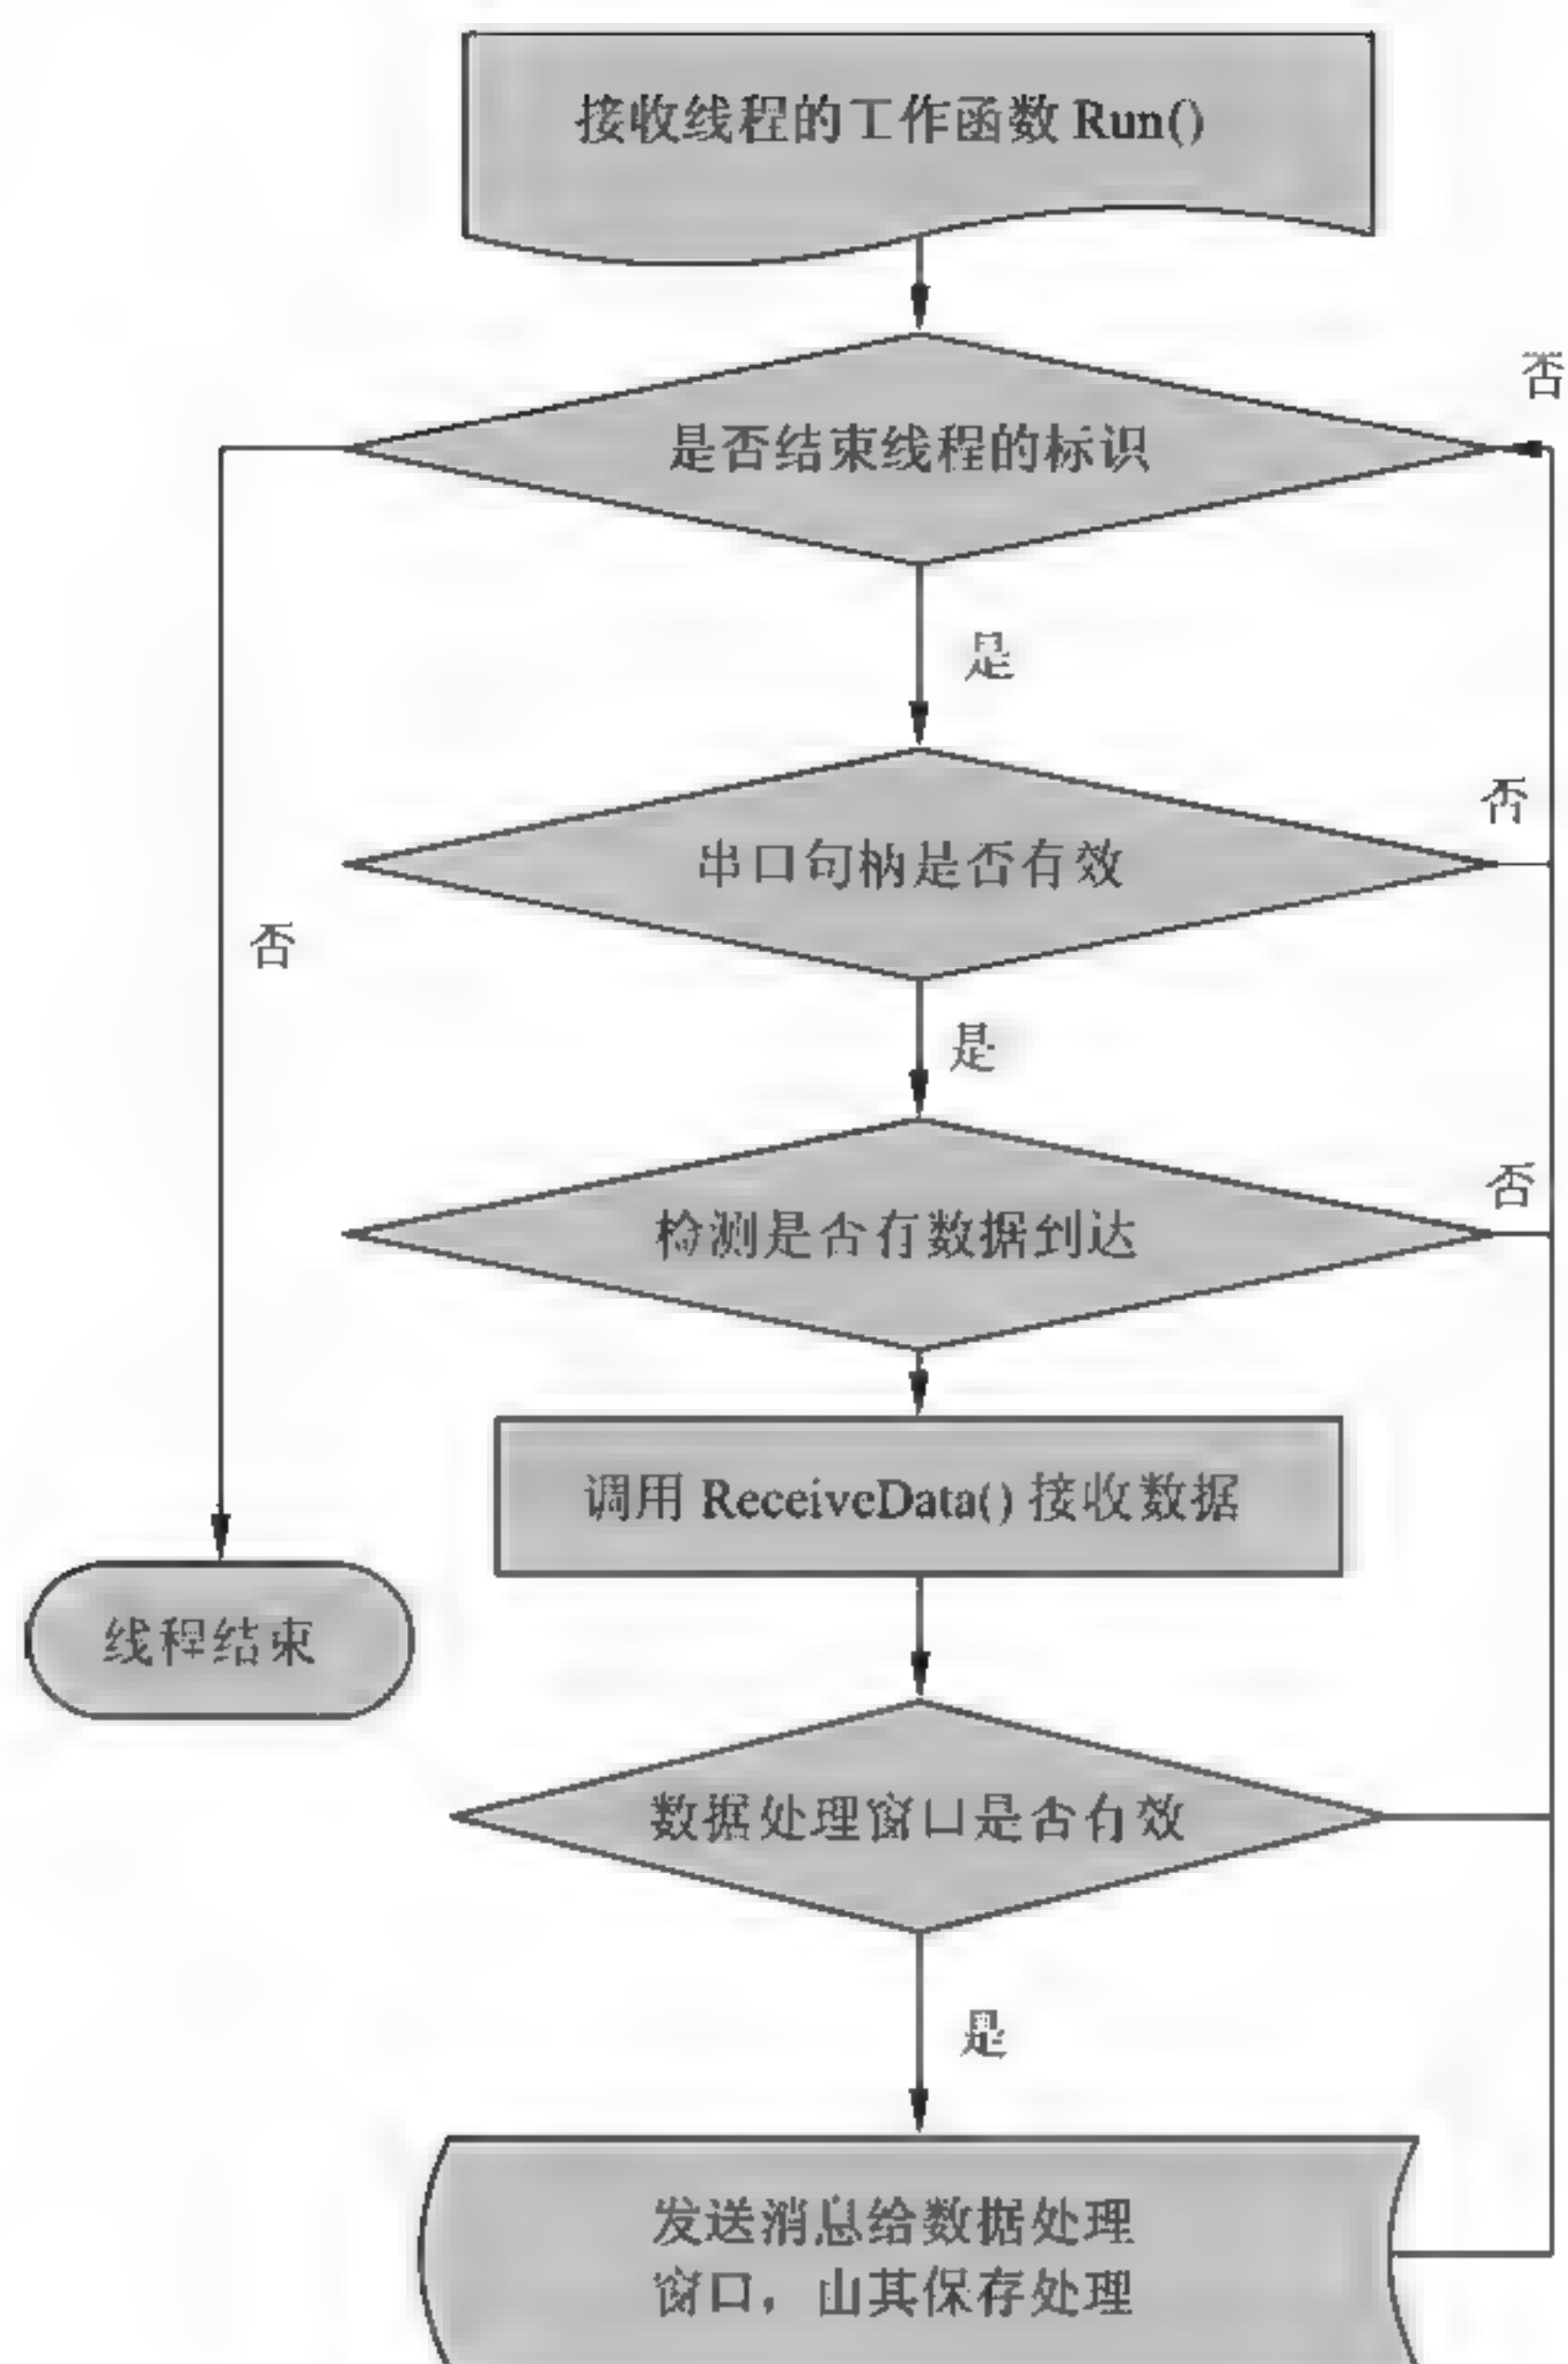 接收线程的工作函数 Run()
否
是否结束线程的标识
是
否
串口句柄是否有效
否
是
否
检测是否有数据到达
调用 ReceiveData() 接收数据
线程结束
数据处理窗口是否有效
是
发送消息给数据处理
窗口，由其保存处理